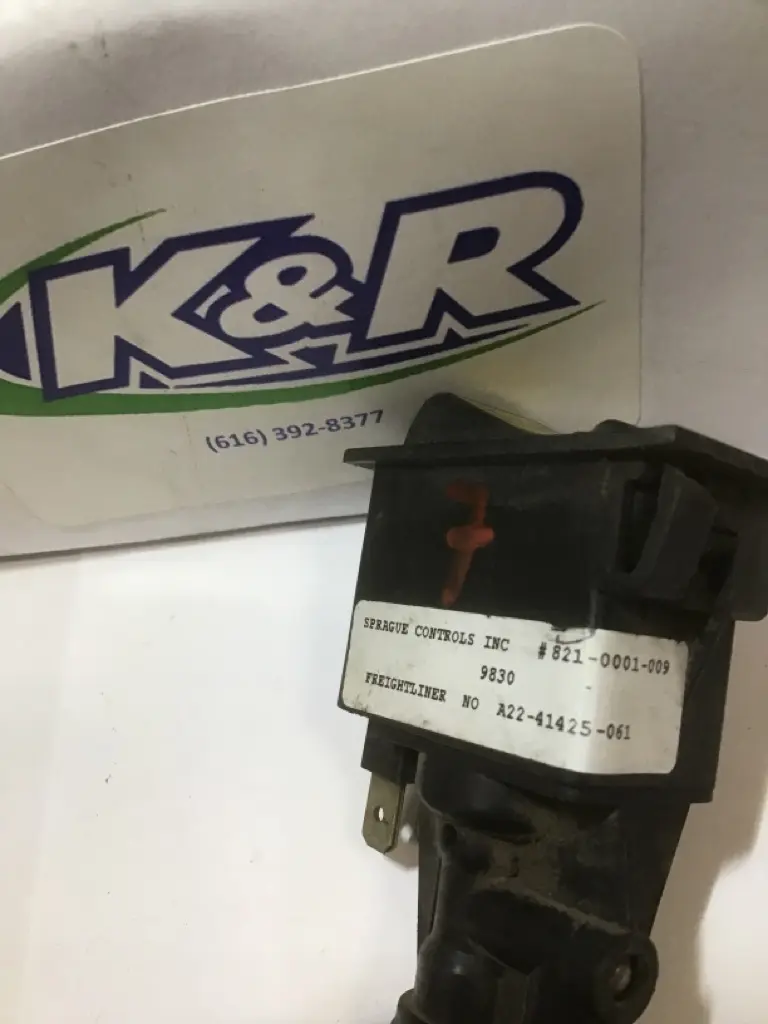 K&R
(616) 392-8377
SPRAGUE CONTROLS INC #821-0001-009
9830 -
FREIGHTLINER NO A22-41425-061